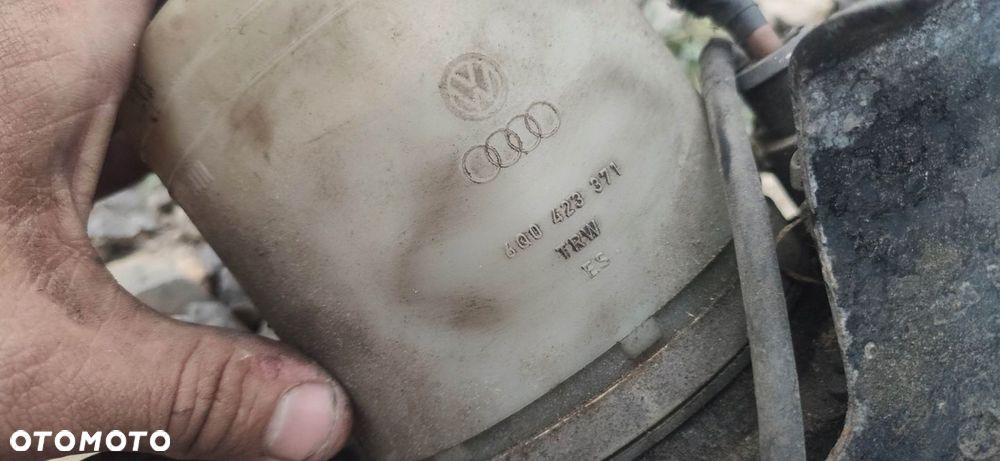 6Q0 423 371
TRW
ES
OTOMOTO